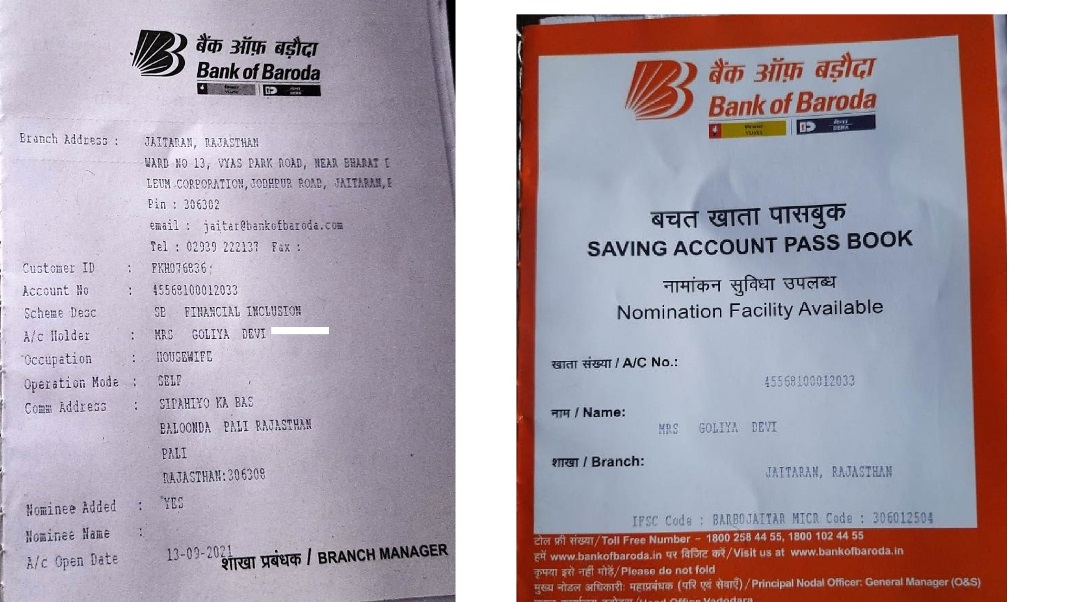 बैंक ऑफ़ बड़ौदा
Bank of Baroda
Branch Address : JAITARAN, RAJASTHAN
WARD NO 13, VYAS PARK ROAD, NEAR BHARAT
LEUM CORPORATION,JODHPUR ROAD, JAITARAN,
Pin : 306302
email : jaitar@bankofbaroda.com
Tel : 02939 222137 Fax :
Customer ID : FKH076836
Account No : 45568100012033
Scheme Desc SB FINANCIAL INCLUSION
A/c Holder : MRS GOLIYA DEVI
Occupation : HOUSEWIFE
Operation Mode : SELF
Comm Address : SIPAHIYO KA BAS
BALOONDA PALI RAJASTHAN
PALI
RAJASTHAN:306308
Nominee Added : YES
Nominee Name :
A/c Open Date 13-09-2021
शाखा प्रबंधक / BRANCH MANAGER
बैंक ऑफ़ बड़ौदा
Bank of Baroda
VIJAYA
DENA
बचत खाता पासबुक
SAVING ACCOUNT PASS BOOK
नामांकन सुविधा उपलब्ध
Nomination Facility Available
खाता संख्या / A/C No.:
45568100012033
नाम / Name:
MRS GOLIYA DEVI
शाखा / Branch:
JAITARAN, RAJASTHAN
IFSC Code : BARB0JAITAR MICR Code : 306012504
टोल फ्री संख्या/Toll Free Number – 1800 258 44 55, 1800 102 44 55
हमें www.bankofbaroda.in पर विजिट करें/Visit us at www.bankofbaroda.in
कृपया इसे नहीं मोड़ें/Please do not fold
मुख्य नोडल अधिकारी: महाप्रबंधक (परि एवं सेवाएँ)/Principal Nodal Officer: General Manager (O&S)